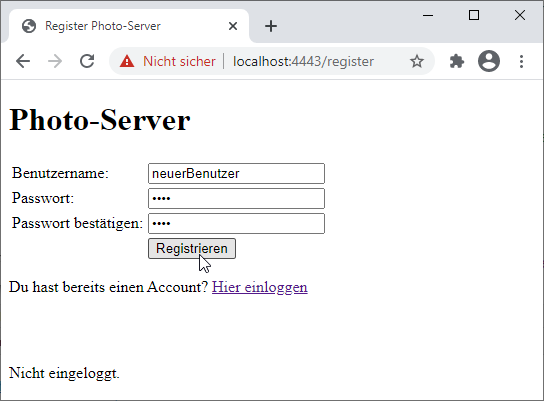 Register Photo-Server
Nicht sicher localhost:4443/register
Photo-Server
Benutzername: neuerBenutzer
Passwort: ••••
Passwort bestätigen: ••••
Registrieren
Du hast bereits einen Account? Hier einloggen
Nicht eingeloggt.